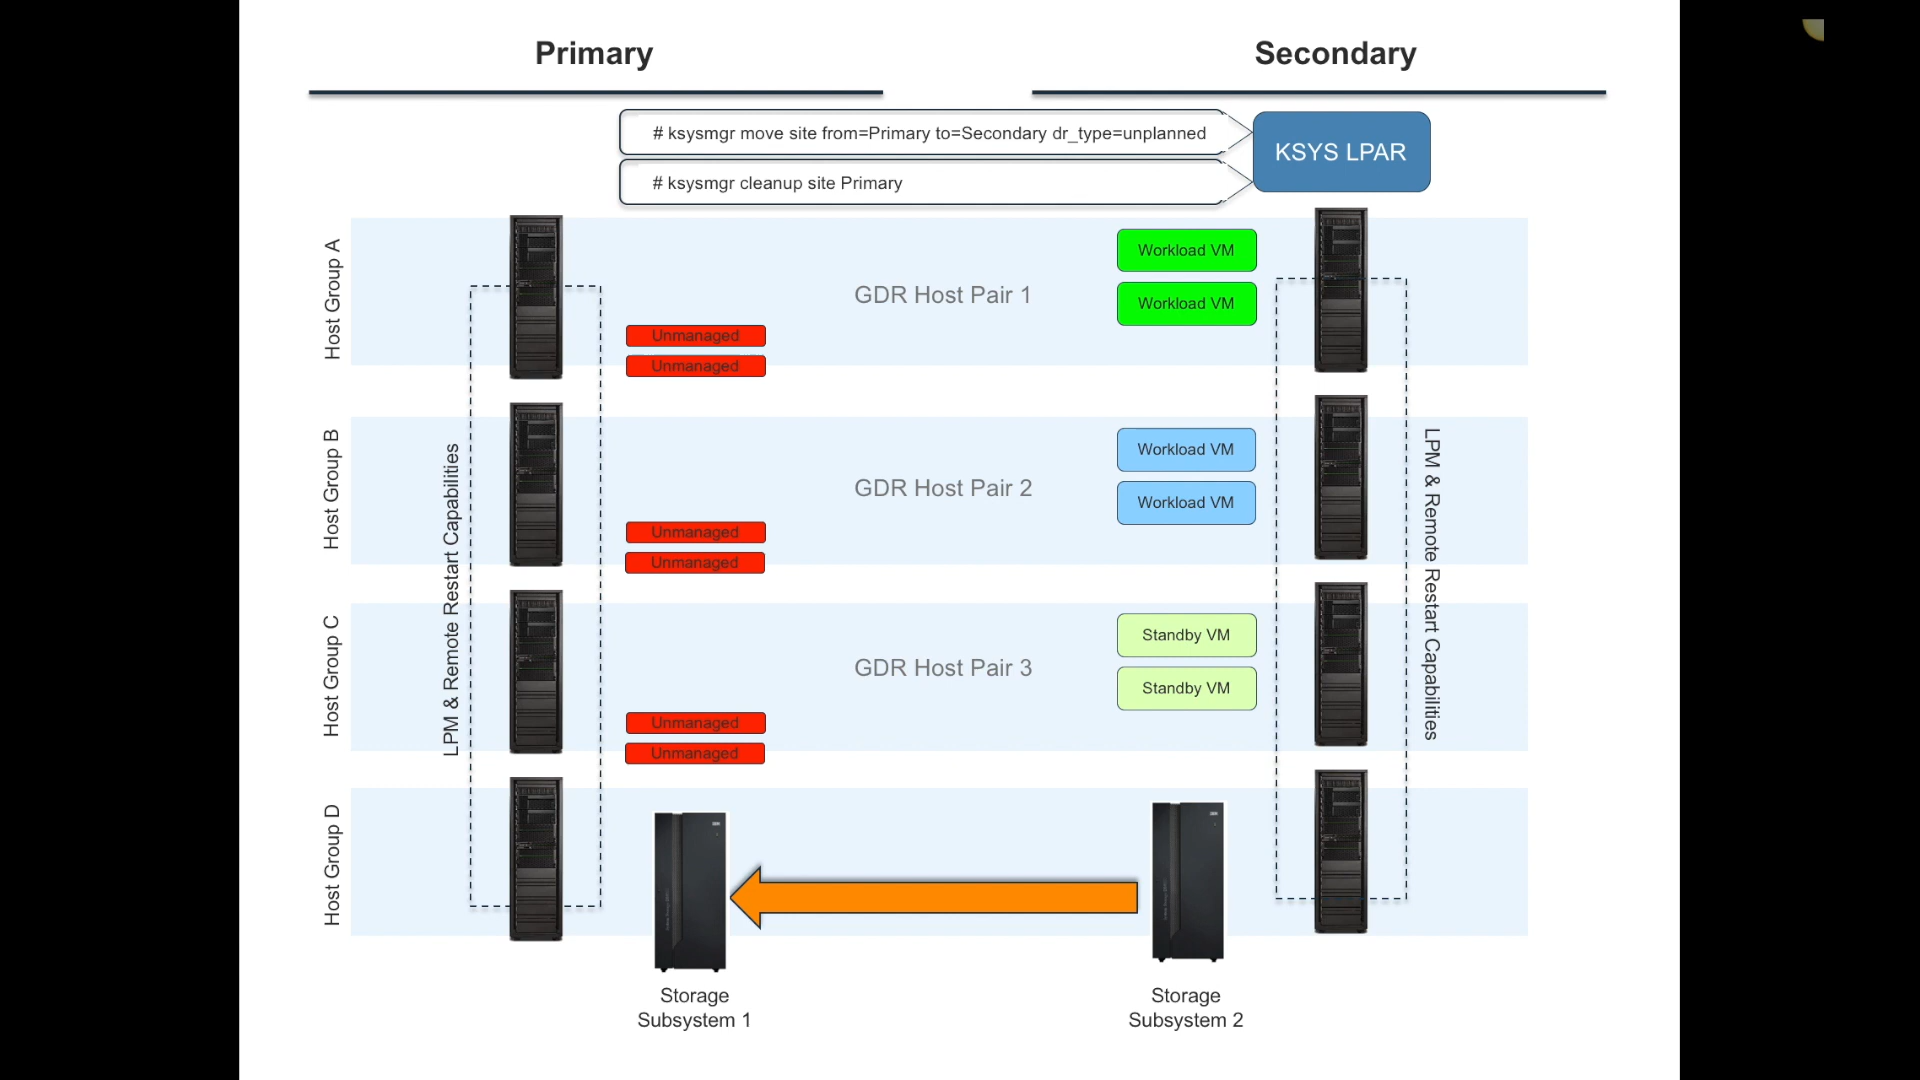 Primary
Secondary
# ksysmgr move site from=Primary to=Secondary dr_type=unplanned
KSYS LPAR
# ksysmgr cleanup site Primary
Host Group A
GDR Host Pair 1
Workload VM
Workload VM
Unmanaged
Unmanaged
Host Group B
GDR Host Pair 2
Workload VM
Workload VM
Unmanaged
Unmanaged
LPM & Remote Restart Capabilities
LPM & Remote Restart Capabilities
Host Group C
GDR Host Pair 3
Standby VM
Standby VM
Unmanaged
Unmanaged
Host Group D
Storage
Subsystem 1
Storage
Subsystem 2